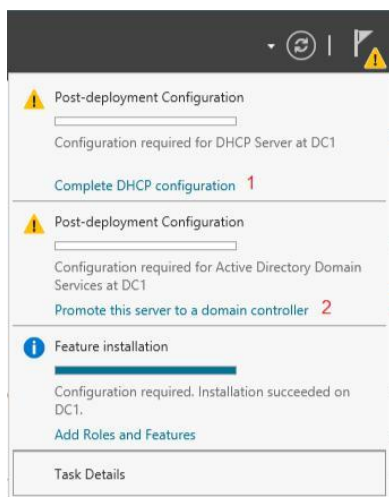 Post-deployment Configuration
Configuration required for DHCP Server at DC1
Complete DHCP configuration 1
Post-deployment Configuration
Configuration required for Active Directory Domain
Services at DC1
Promote this server to a domain controller 2
Feature installation
Configuration required. Installation succeeded on
DC1.
Add Roles and Features
Task Details